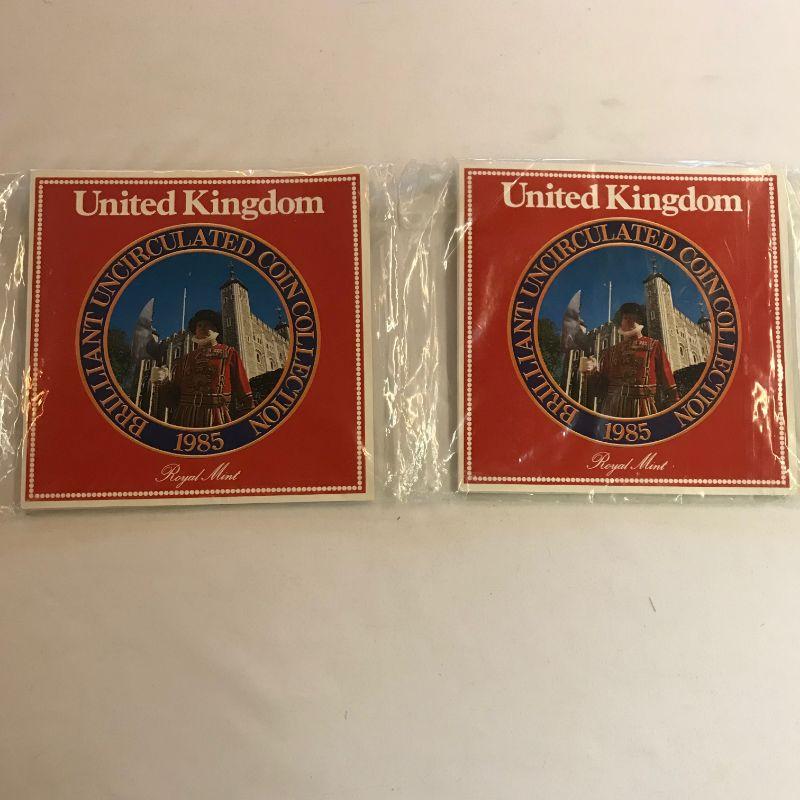 United Kingdom
BRILLIANT UNCIRCULATED COIN COLLECTION
1985
Royal Mint
United Kingdom
BRILLIANT UNCIRCULATED COIN COLLECTION
1985
Royal Mint